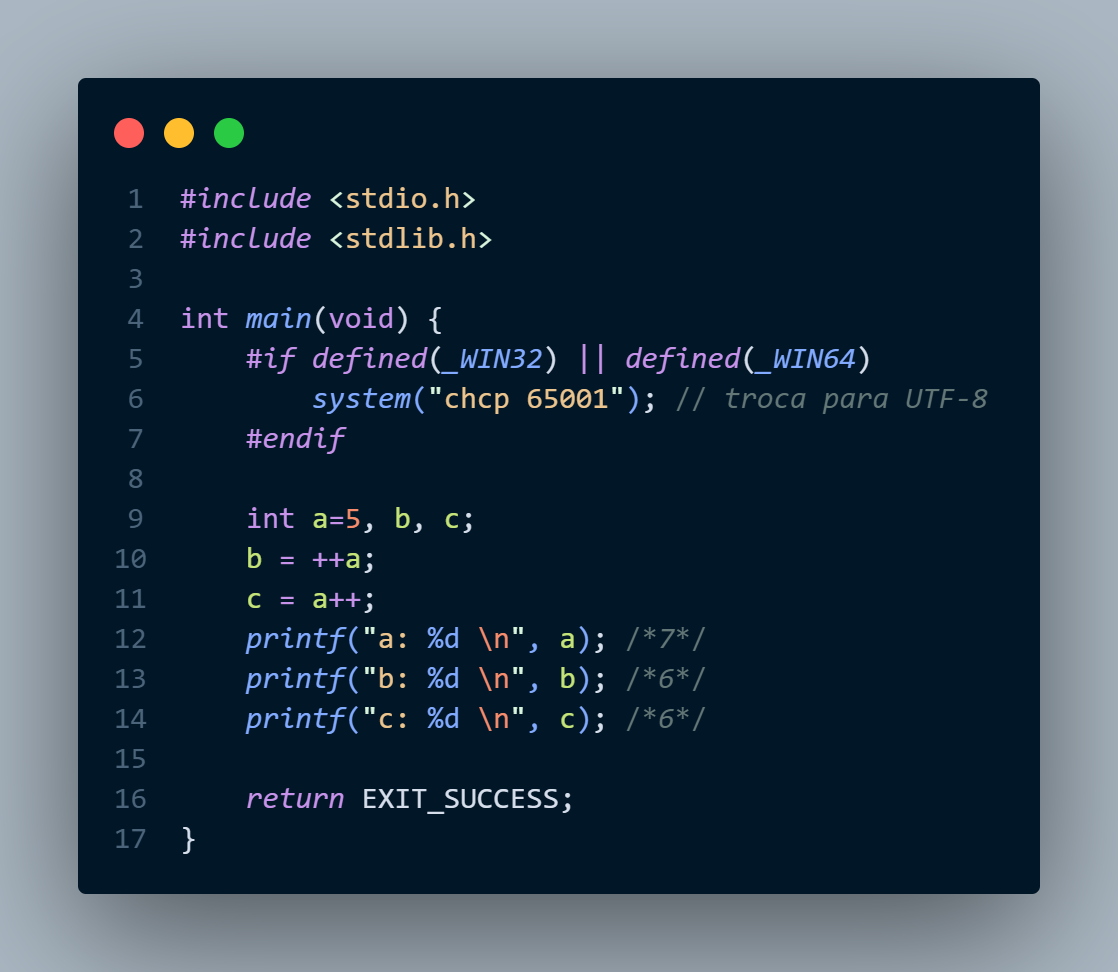 1 #include <stdio.h>
2 #include <stdlib.h>
3
4 int main(void) {
5     #if defined(_WIN32) || defined(_WIN64)
6         system("chcp 65001"); // troca para UTF-8
7     #endif
8
9     int a=5, b, c;
10     b = ++a;
11     c = a++;
12     printf("a: %d \n", a); /*7*/
13     printf("b: %d \n", b); /*6*/
14     printf("c: %d \n", c); /*6*/
15
16     return EXIT_SUCCESS;
17 }